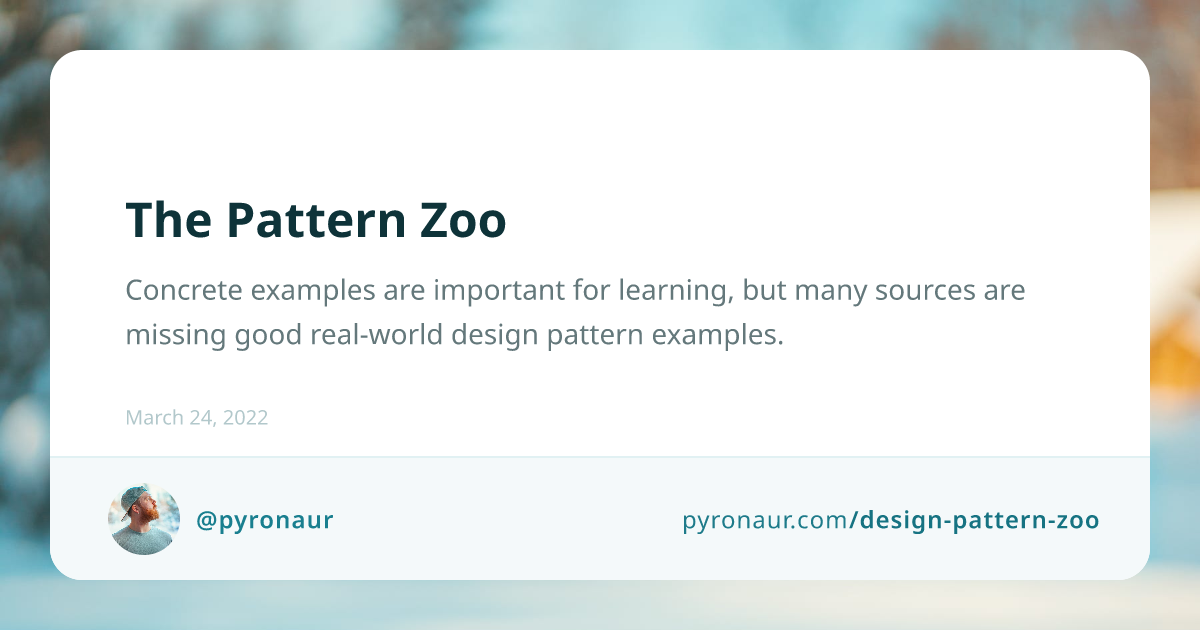 The Pattern Zoo
Concrete examples are important for learning, but many sources are
missing good real-world design pattern examples.
March 24, 2022
@pyronaur
pyronaur.com/design-pattern-zoo